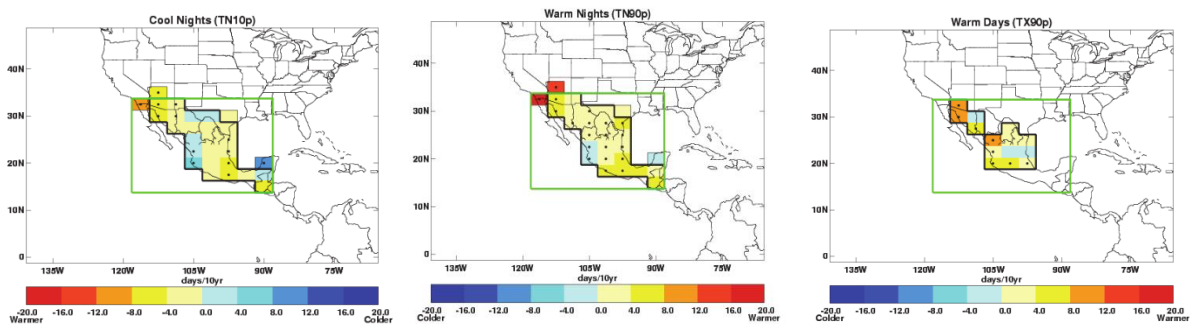 Cool Nights (TN10p)
40N
30N
20N
10N
0
135W 120W 105W 90W
days/10yr
-20.0 -16.0 -12.0 -8.0 -4.0 0.0 4.0 8.0 12.0 16.0 20.0
Warmer Colder
Warm Nights (TN90p)
40N
30N
20N
10N
0
135W 120W 105W 90W
days/10yr
-20.0 -16.0 -12.0 -8.0 -4.0 0.0 4.0 8.0 12.0 16.0 20.0
Colder Warmer
Warm Days (TX90p)
40N
30N
20N
10N
0
135W 120W 105W 90W
days/10yr
-20.0 -16.0 -12.0 -8.0 -4.0 0.0 4.0 8.0 12.0 16.0 20.0
Colder Warmer